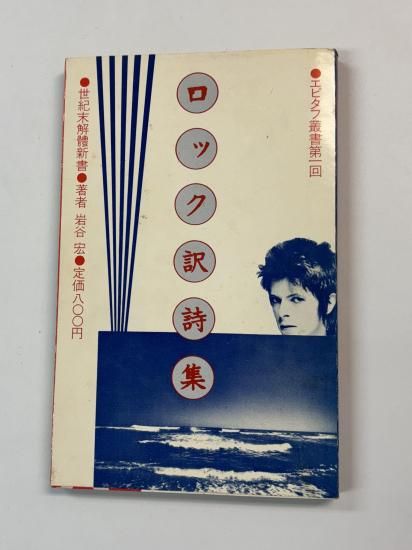 ●エピタフ叢書第一回
ロック訳詩集
●世紀末解體新書●著者 岩谷 宏●定価八〇〇円